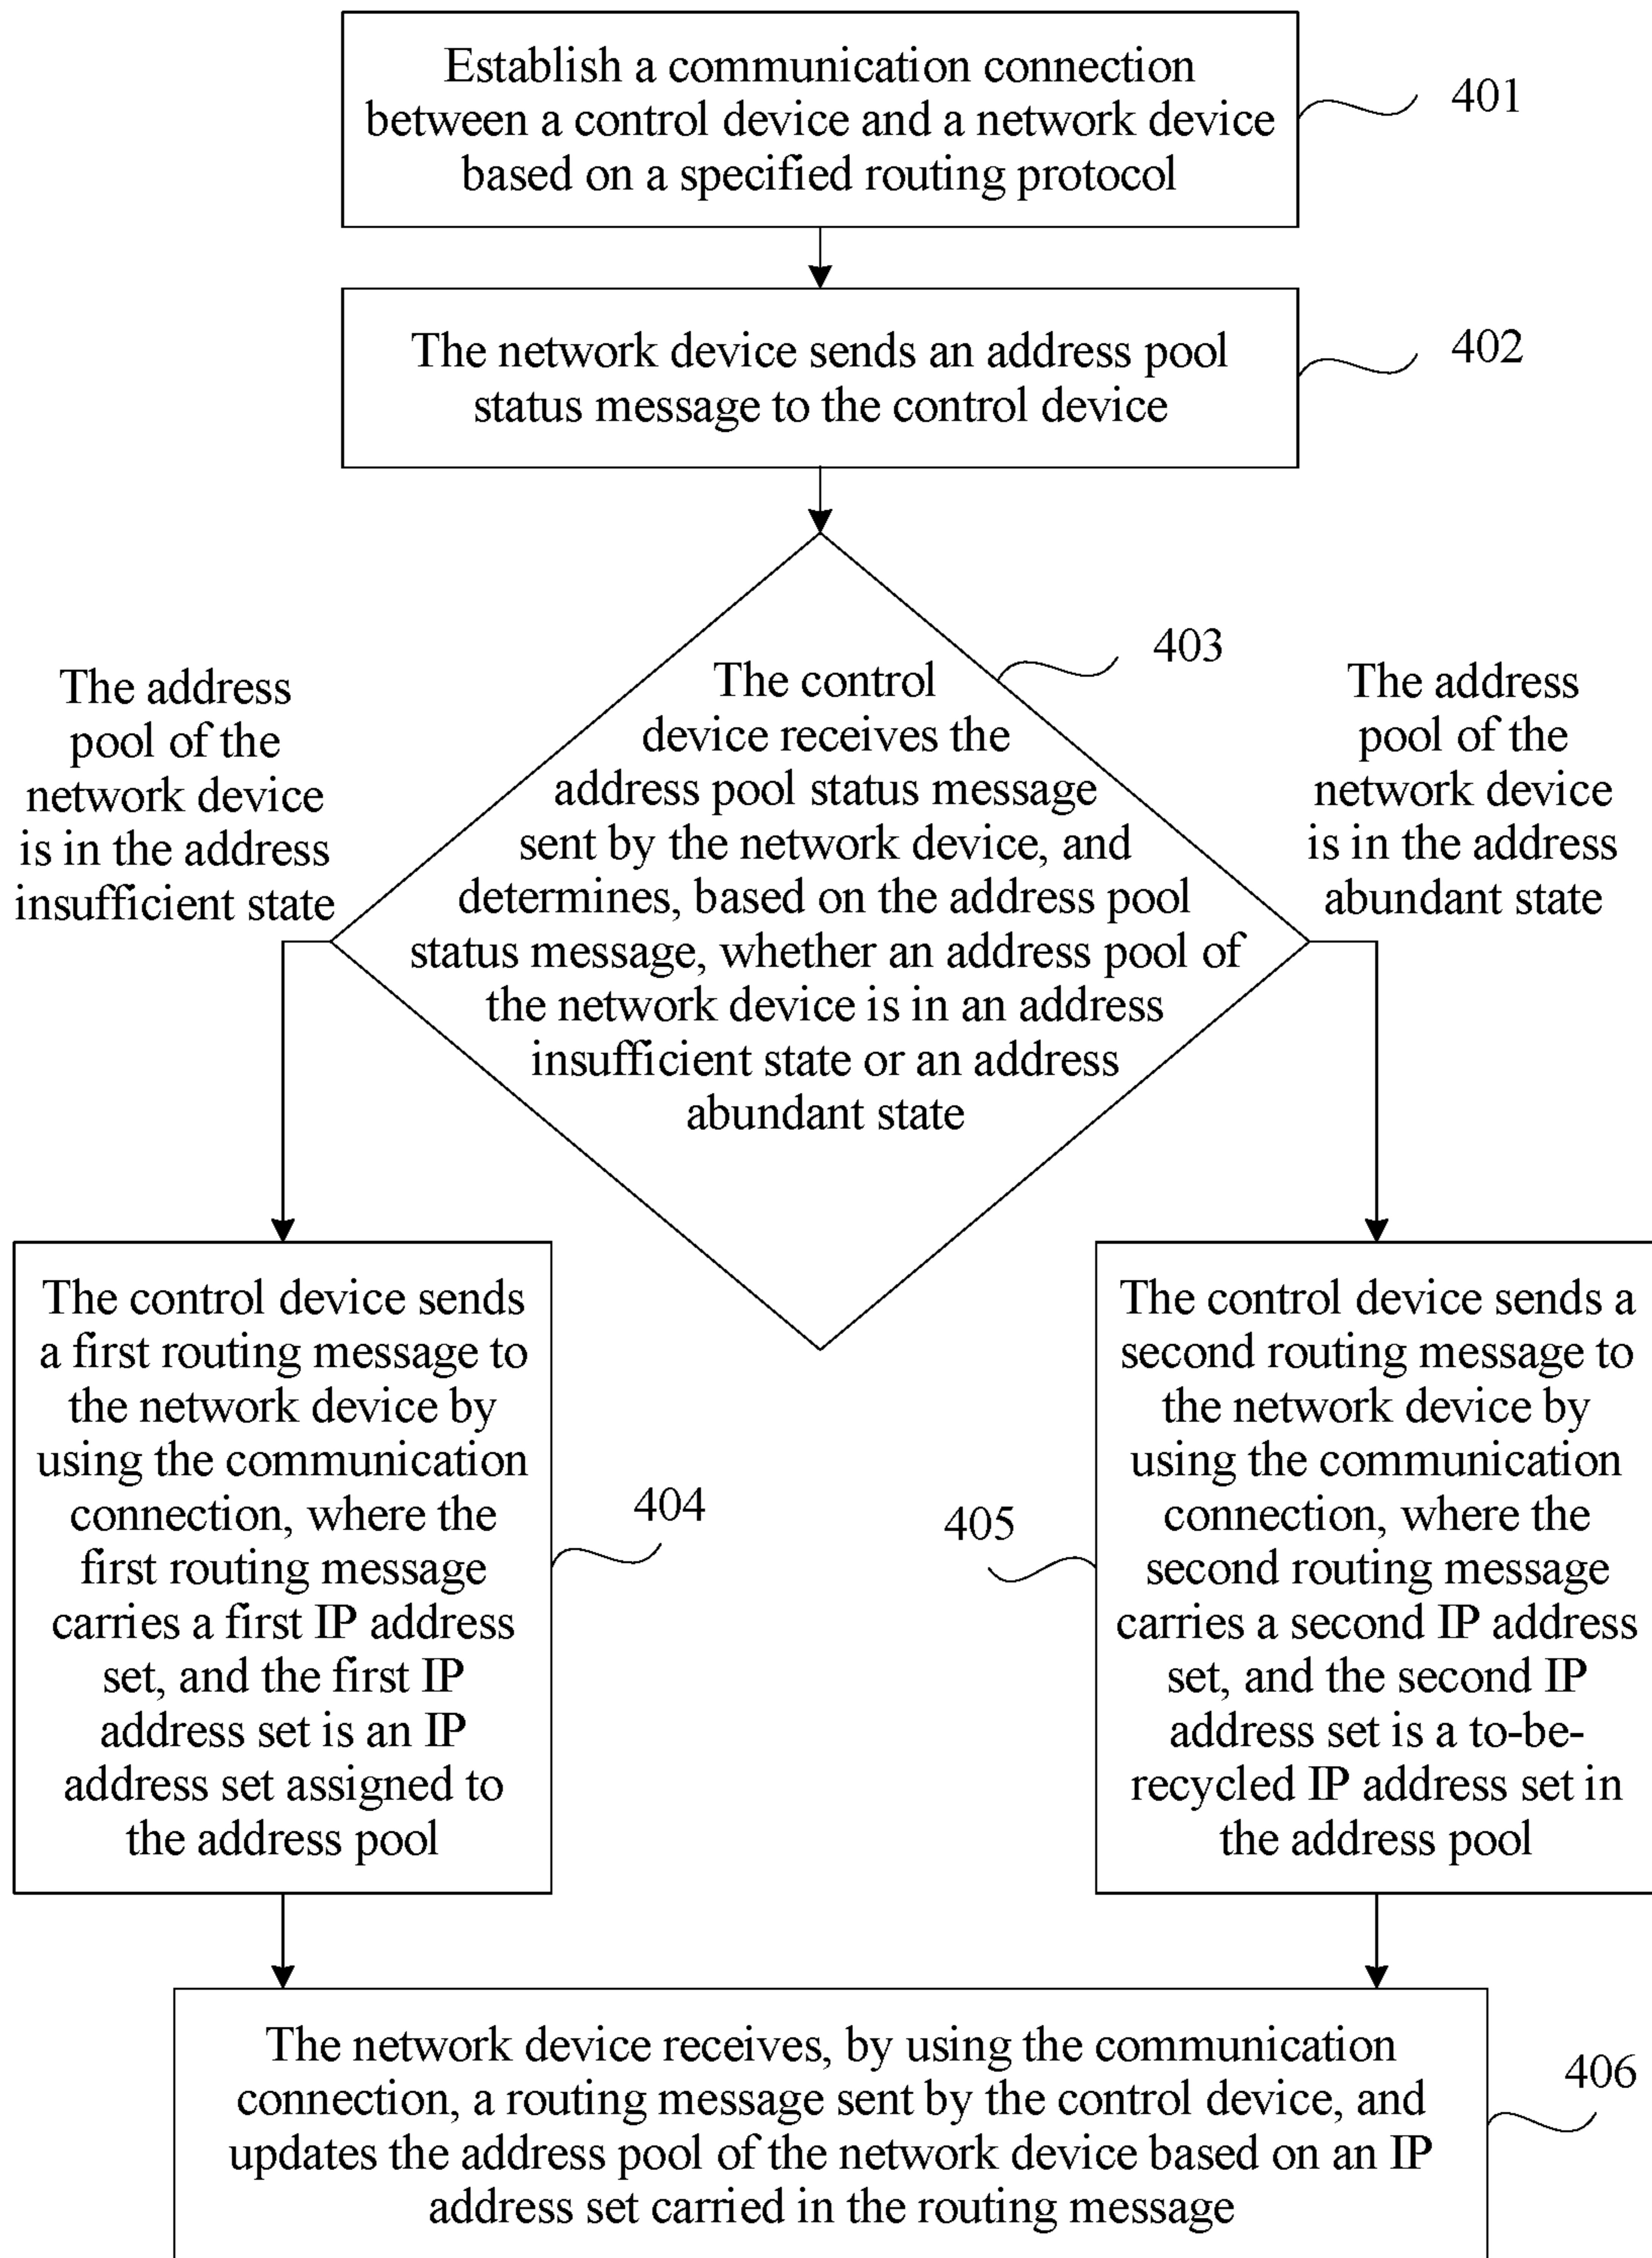 Establish a communication connection
between a control device and a network device
based on a specified routing protocol
401
The network device sends an address pool
status message to the control device
402
The address
pool of the
network device
is in the address
insufficient state
The control
device receives the
address pool status message
sent by the network device, and
determines, based on the address pool
status message, whether an address pool of
the network device is in an address
insufficient state or an address
abundant state
403
The address
pool of the
network device
is in the address
abundant state
The control device sends
a first routing message to
the network device by
using the communication
connection, where the
first routing message
carries a first IP address
set, and the first IP
address set is an IP
address set assigned to
the address pool
404
405
The control device sends a
second routing message to
the network device by
using the communication
connection, where the
second routing message
carries a second IP address
set, and the second IP
address set is a to-be-
recycled IP address set in
the address pool
The network device receives, by using the communication
connection, a routing message sent by the control device, and
updates the address pool of the network device based on an IP
address set carried in the routing message
406